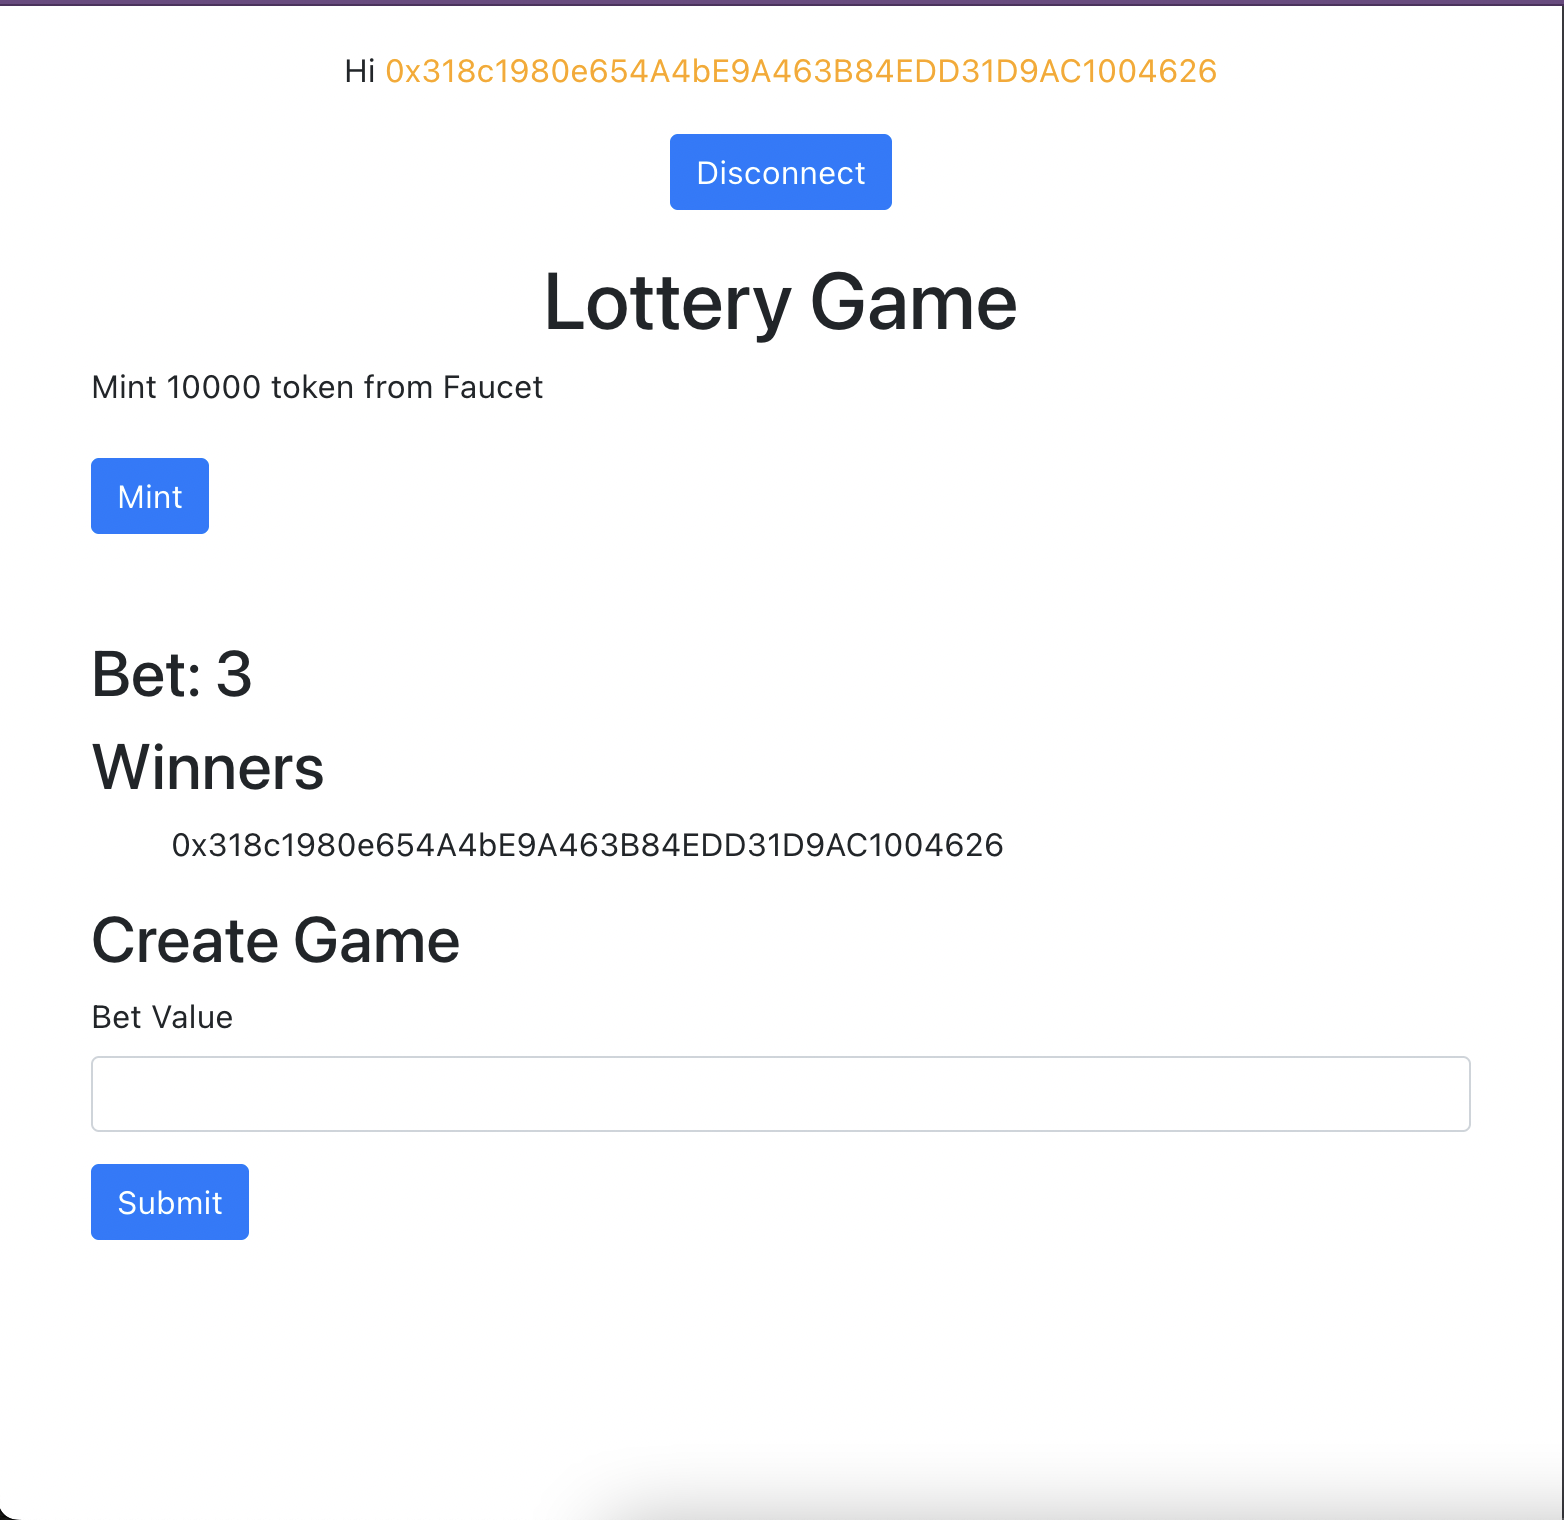 Hi 0x318c1980e654A4bE9A463B84EDD31D9AC1004626
Disconnect
Lottery Game
Mint 10000 token from Faucet
Mint
Bet: 3
Winners
0x318c1980e654A4bE9A463B84EDD31D9AC1004626
Create Game
Bet Value
Submit